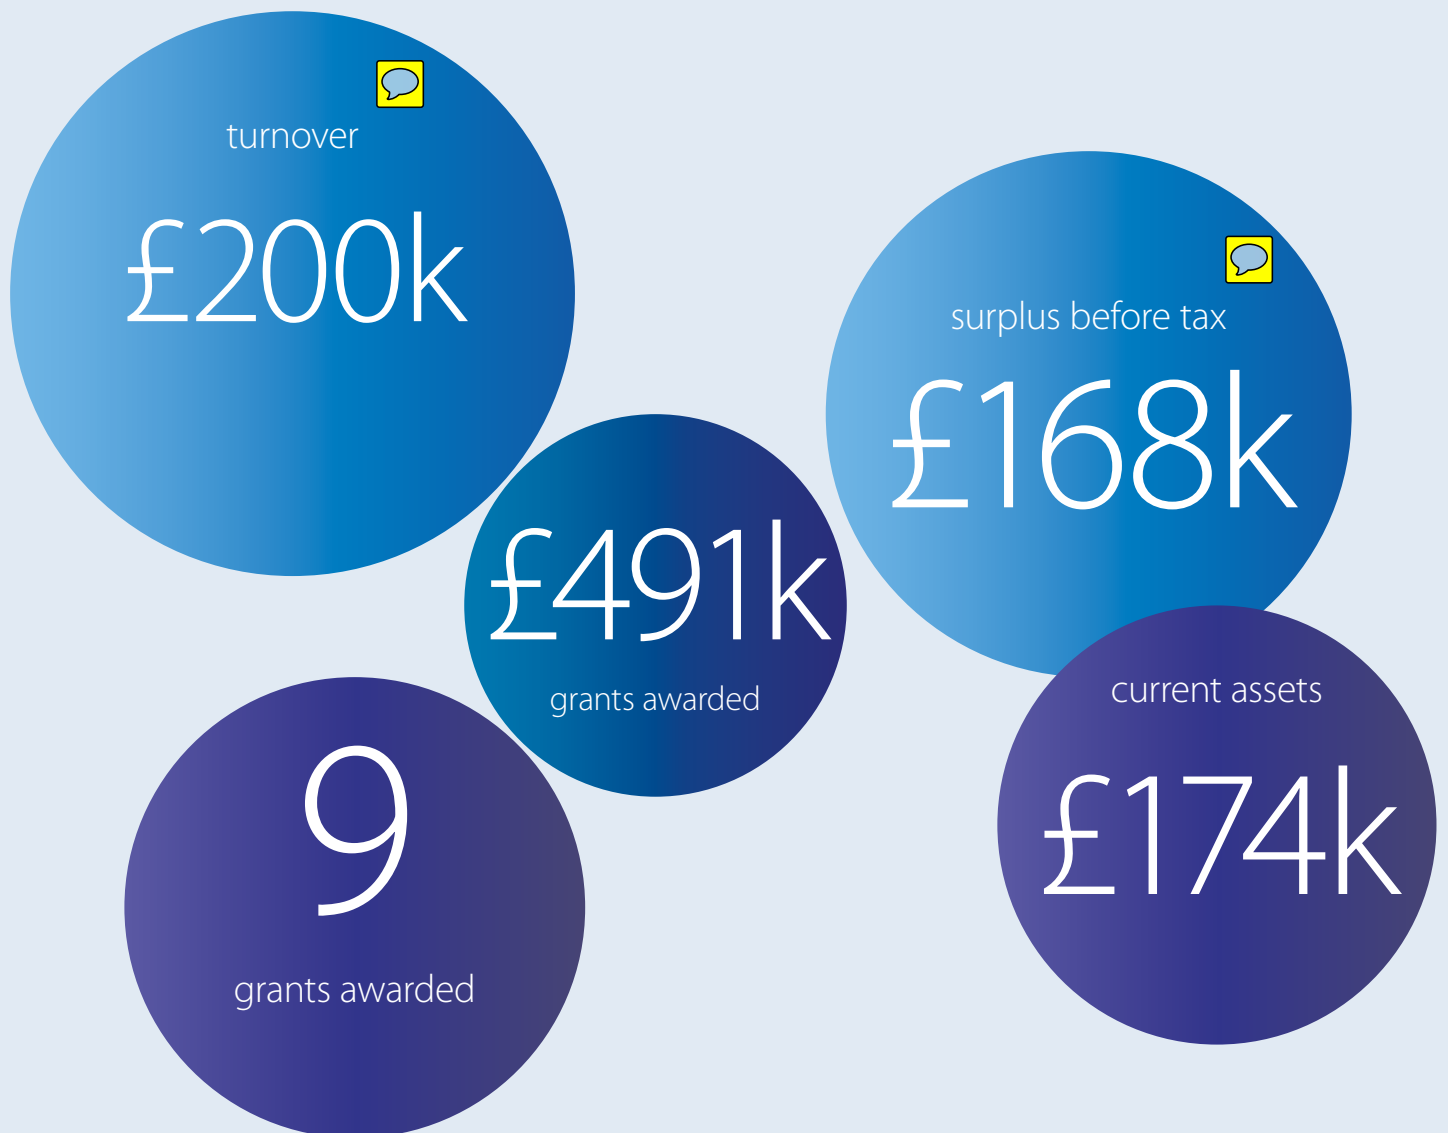 turnover
£200k
surplus before tax
£168k
£491k
grants awarded
current assets
£174k
9
grants awarded